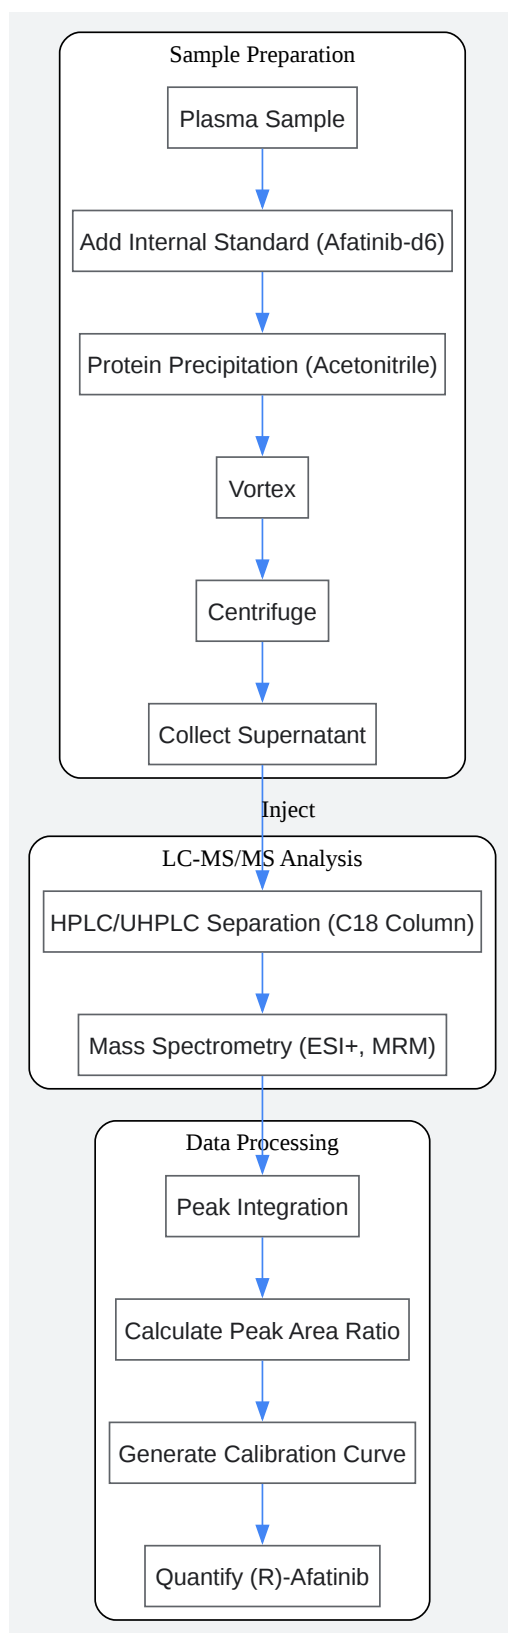 Sample Preparation
Plasma Sample
Add Internal Standard (Afatinib-d6)
Protein Precipitation (Acetonitrile)
Vortex
Centrifuge
Collect Supernatant
Inject
LC-MS/MS Analysis
HPLC/UHPLC Separation (C18 Column)
Mass Spectrometry (ESI+, MRM)
Data Processing
Peak Integration
Calculate Peak Area Ratio
Generate Calibration Curve
Quantify (R)-Afatinib